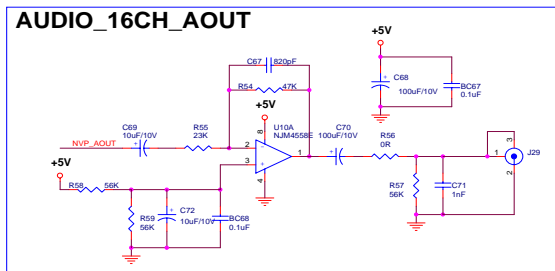 AUDIO_16CH_AOUT
+5V
C67 820pF
R54 47K
C68
100uF/10V
BC67
0.1uF
+5V
C69
10uF/10V
R55
23K
U10A
NJM4558E
C70
100uF/10V
R56
0R
NVP_AOUT
8
2
3
1
4
3
1
2
J29
+5V
R58 56K
R59
56K
C72
10uF/10V
BC68
0.1uF
R57
56K
C71
1nF